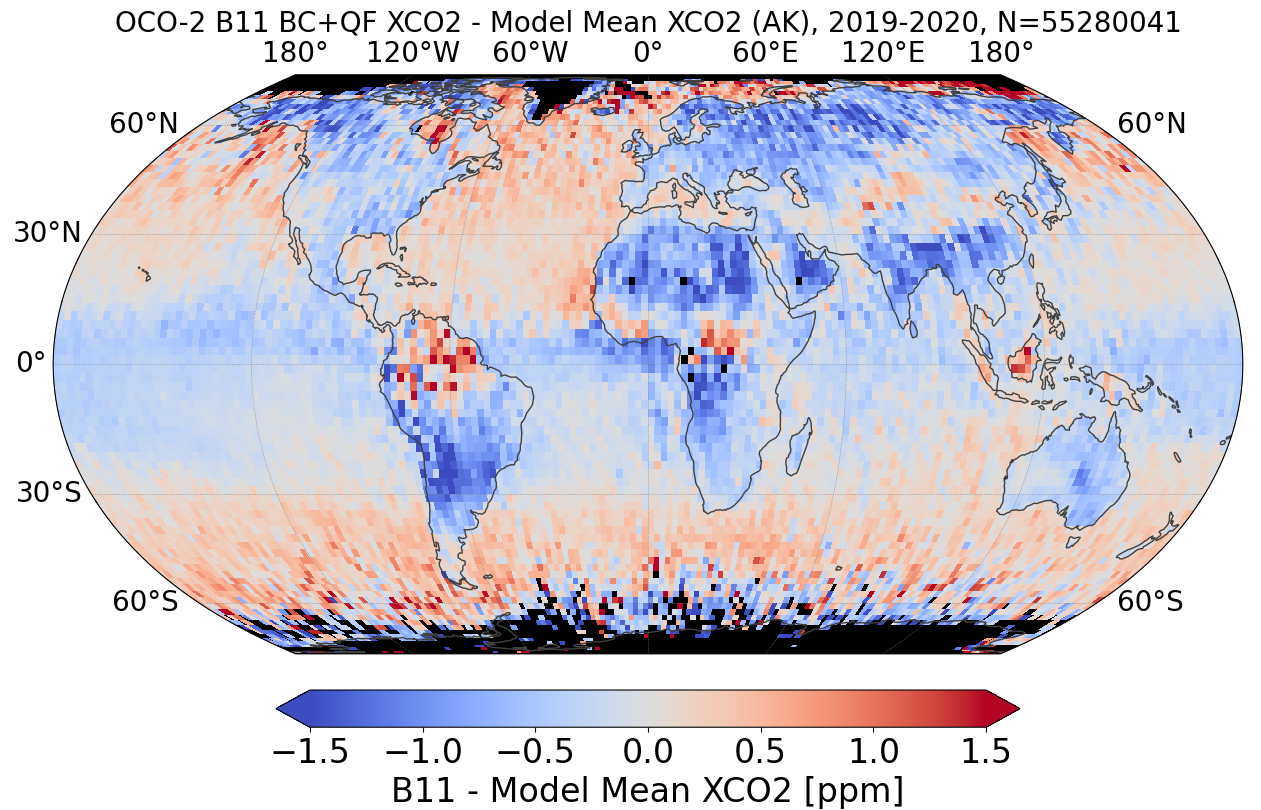 OCO-2 B11 BC+QF XCO2 - Model Mean XCO2 (AK), 2019-2020, N=55280041
180° 120°W 60°W 0° 60°E 120°E 180°
60°N 60°N
30°N
0°
30°S
60°S 60°S
−1.5 −1.0 −0.5 0.0 0.5 1.0 1.5
B11 - Model Mean XCO2 [ppm]